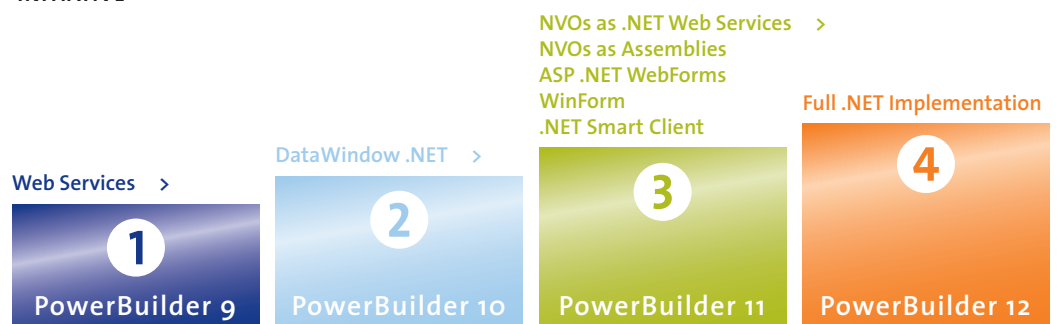 Web Services >
1
PowerBuilder 9
DataWindow .NET >
2
PowerBuilder 10
NVOs as .NET Web Services >
NVOs as Assemblies
ASP .NET WebForms
WinForm
.NET Smart Client
3
PowerBuilder 11
Full .NET Implementation
4
PowerBuilder 12